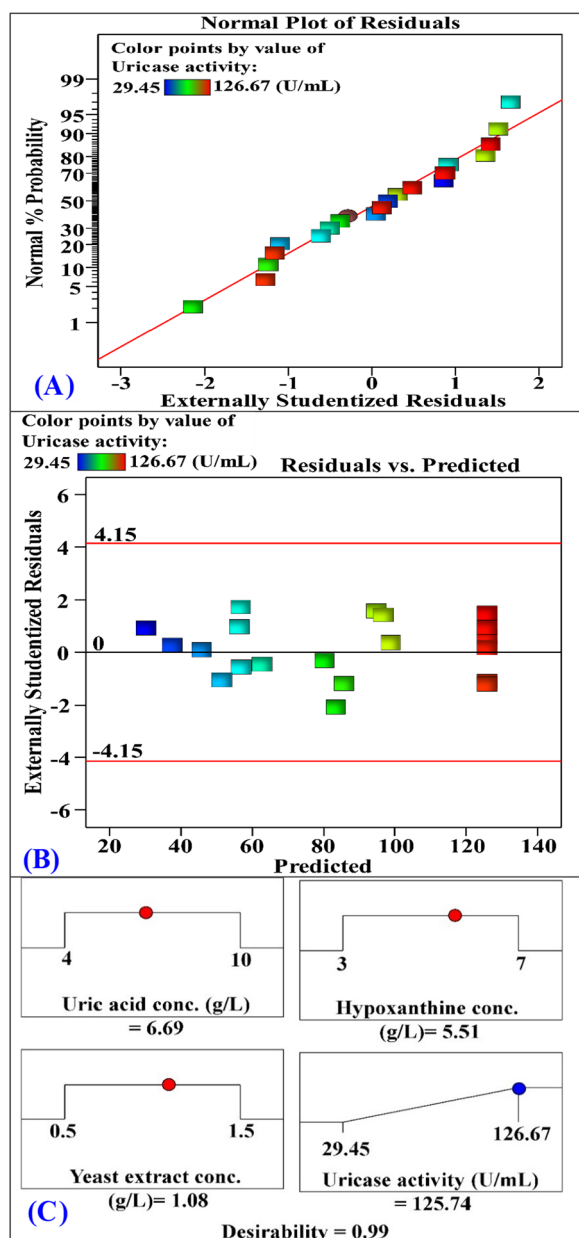 Normal Plot of Residuals
Color points by value of
Uricase activity:
29.45 126.67 (U/mL)
Normal % Probability
99
95
90
80
70
50
30
20
10
5
1
-3 -2 -1 0 1 2
Externally Studentized Residuals
(A)
Color points by value of
Uricase activity:
29.45 126.67 (U/mL)
Residuals vs. Predicted
Externally Studentized Residuals
6
4
2
0
-2
-4
-6
4.15
0
-4.15
20 40 60 80 100 120 140
Predicted
(B)
4 10
Uric acid conc. (g/L)
= 6.69
3 7
Hypoxanthine conc.
(g/L)= 5.51
0.5 1.5
Yeast extract conc.
(g/L)= 1.08
29.45 126.67
Uricase activity (U/mL)
= 125.74
(C)
Desirability = 0.99